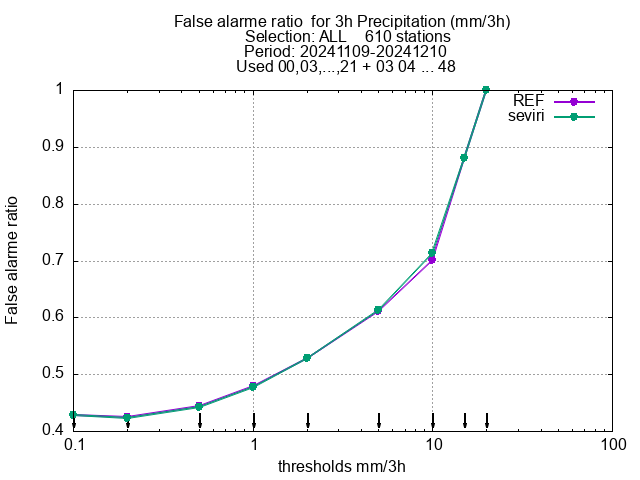 False alarme ratio  for 3h Precipitation (mm/3h)
Selection: ALL    610 stations
Period: 20241109-20241210
Used 00,03,...,21 + 03 04 ... 48
REF
seviri
1
0.9
0.8
0.7
0.6
0.5
0.4
False alarme ratio
0.1 1 10 100
thresholds mm/3h